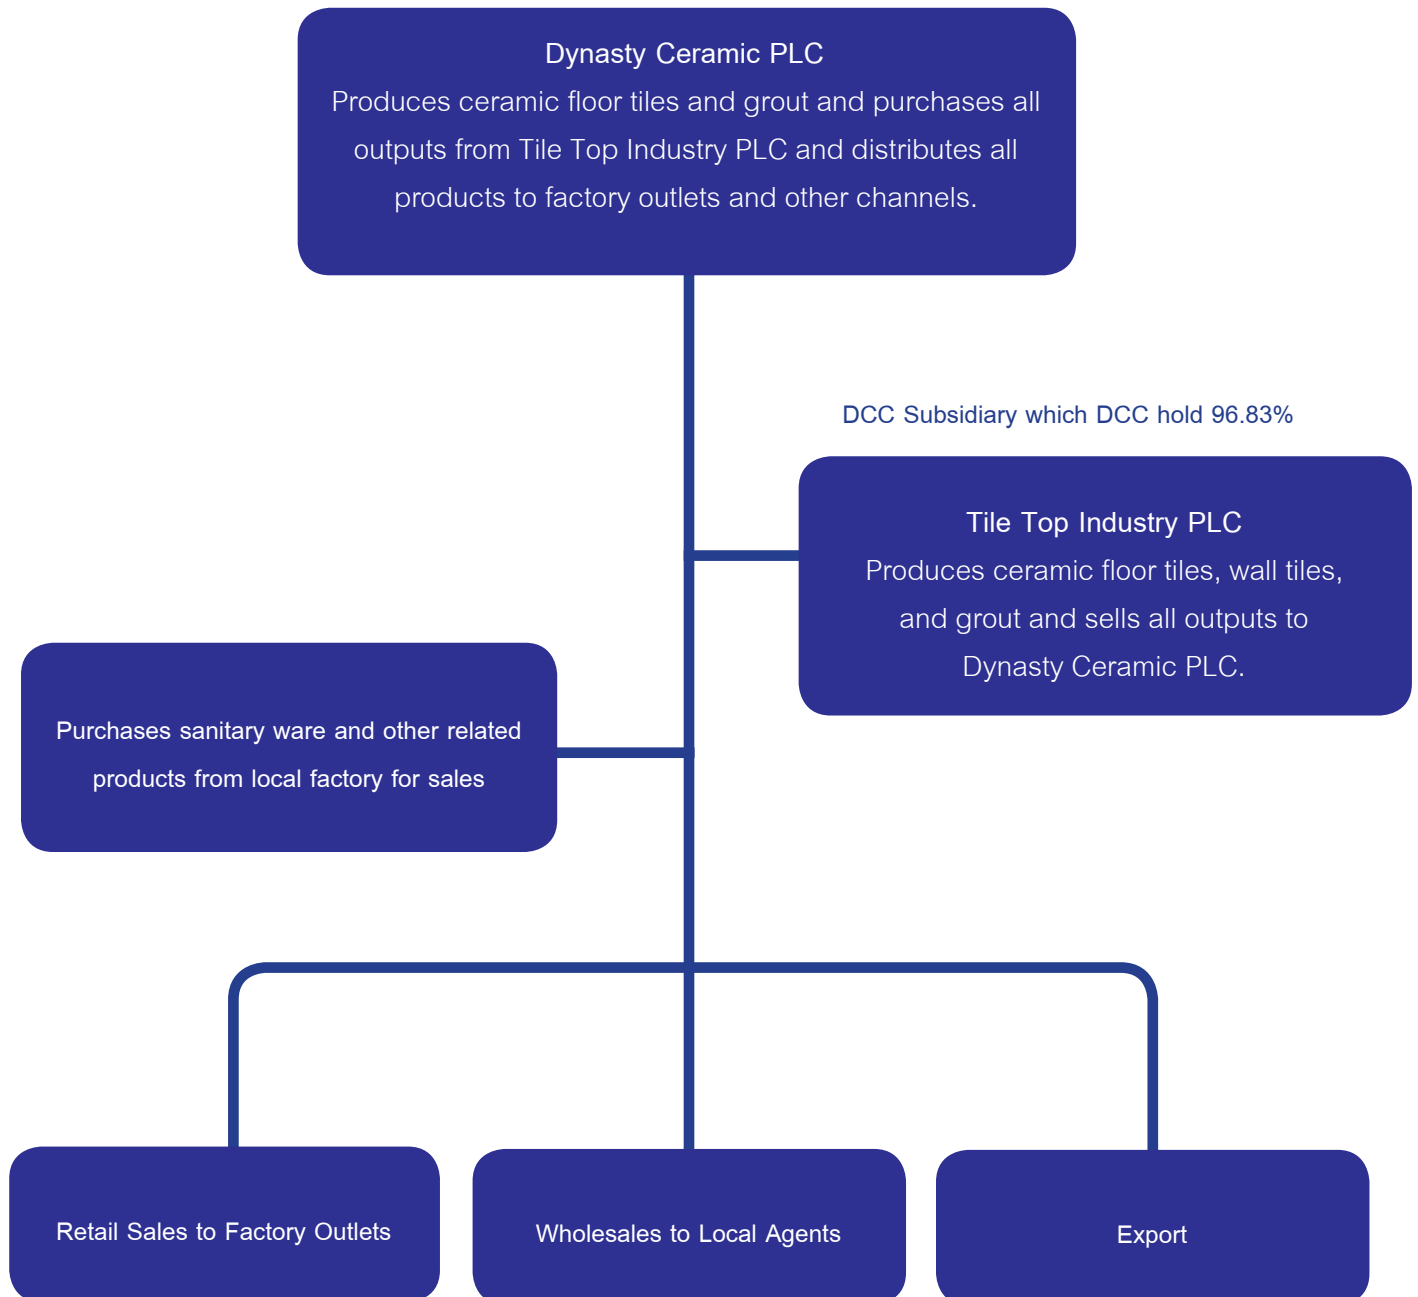 Dynasty Ceramic PLC
Produces ceramic floor tiles and grout and purchases all
outputs from Tile Top Industry PLC and distributes all
products to factory outlets and other channels.
DCC Subsidiary which DCC hold 96.83%
Tile Top Industry PLC
Produces ceramic floor tiles, wall tiles,
and grout and sells all outputs to
Dynasty Ceramic PLC.
Purchases sanitary ware and other related
products from local factory for sales
Retail Sales to Factory Outlets
Wholesales to Local Agents
Export